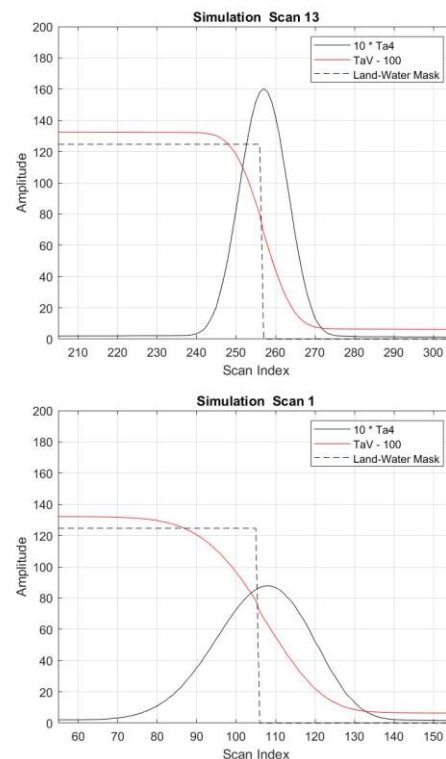 Simulation Scan 13
200
180
160
140
120
100
80
60
40
20
0
Amplitude
10 * Ta4
TaV - 100
Land-Water Mask
210 220 230 240 250 260 270 280 290 300
Scan Index
Simulation Scan 1
200
180
160
140
120
100
80
60
40
20
0
Amplitude
10 * Ta4
TaV - 100
Land-Water Mask
60 70 80 90 100 110 120 130 140 150
Scan Index